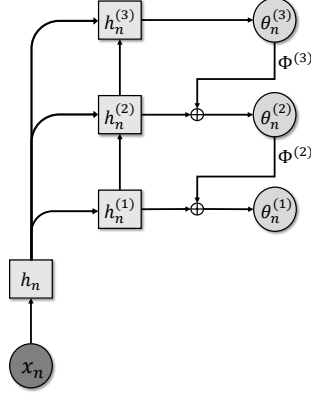 h_n^{(3)} θ_n^{(3)}
Φ^{(3)}
h_n^{(2)} ⊕ θ_n^{(2)}
Φ^{(2)}
h_n^{(1)} ⊕ θ_n^{(1)}
h_n
x_n